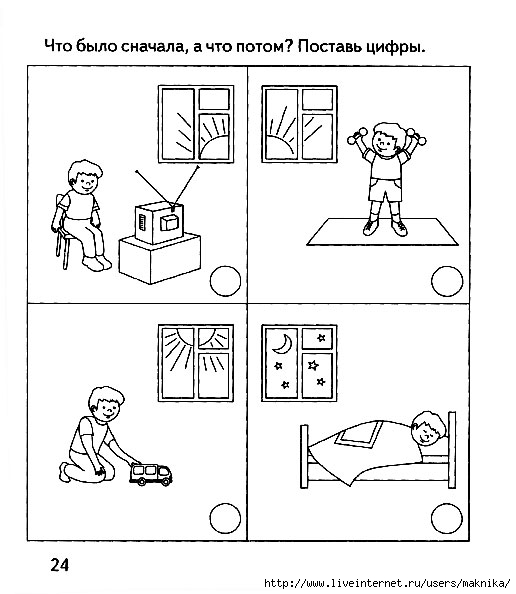 Что было сначала, а что потом? Поставь цифры.
24
http://www.liveinternet.ru/users/maknika/